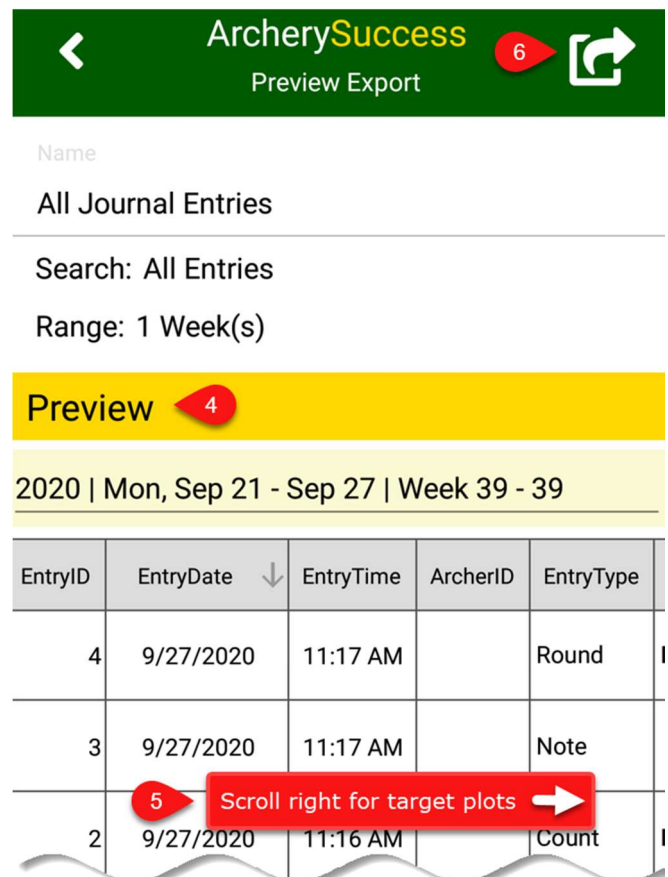 ArcherySuccess
6
Preview Export
Name
All Journal Entries
Search: All Entries
Range: 1 Week(s)
Preview
4
2020 | Mon, Sep 21 - Sep 27 | Week 39 - 39
EntryID EntryDate EntryTime ArcherID EntryType
4 9/27/2020 11:17 AM Round
3 9/27/2020 11:17 AM Note
5 Scroll right for target plots
2 9/27/2020 11:16 AM Count